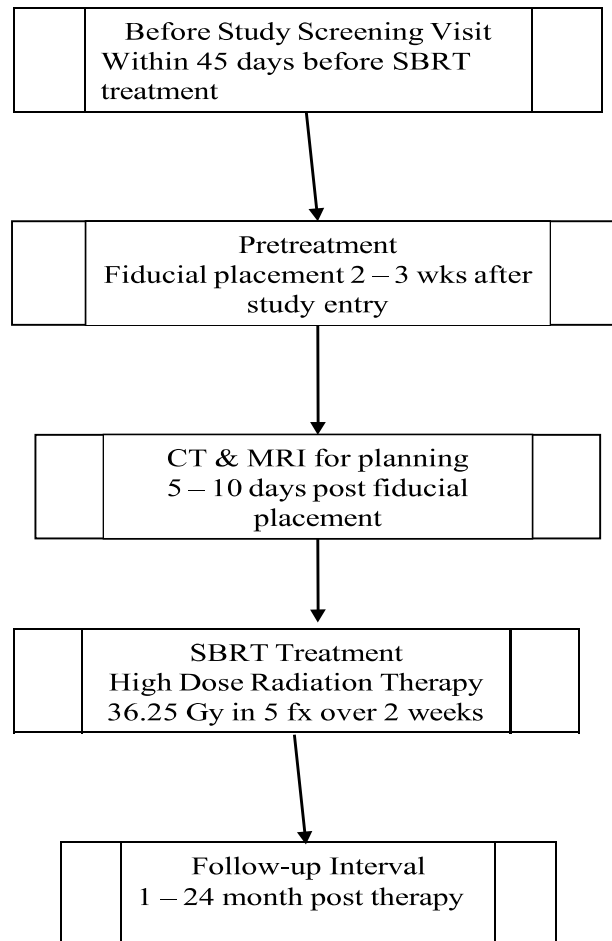 Before Study Screening Visit
Within 45 days before SBRT
treatment
Pretreatment
Fiducial placement 2 – 3 wks after
study entry
CT & MRI for planning
5 – 10 days post fiducial
placement
SBRT Treatment
High Dose Radiation Therapy
36.25 Gy in 5 fx over 2 weeks
Follow-up Interval
1 – 24 month post therapy